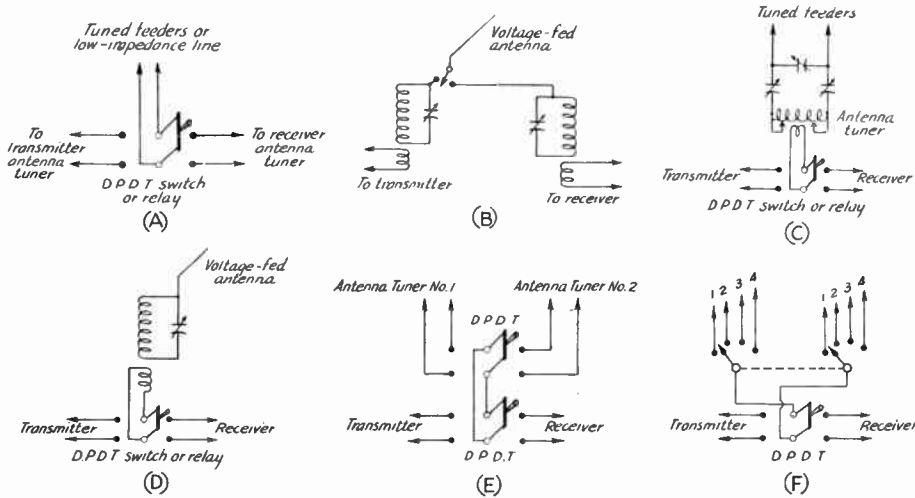 Tuned feeders or
low-impedance line
To
transmitter
antenna
tuner
To receiver
antenna
tuner
DPDT switch
or relay
(A)
Voltage-fed
antenna
To transmitter
To receiver
(B)
Tuned feeders
Antenna
tuner
Transmitter
Receiver
DPDT switch or relay
(C)
Voltage-fed
antenna
Transmitter
Receiver
D.PDT switch or relay
(D)
Antenna Tuner No.1
Antenna Tuner No.2
DPDT
Transmitter
Receiver
DPD.T
(E)
1 2 3 4
1 2 3 4
Transmitter
Receiver
DPDT
(F)